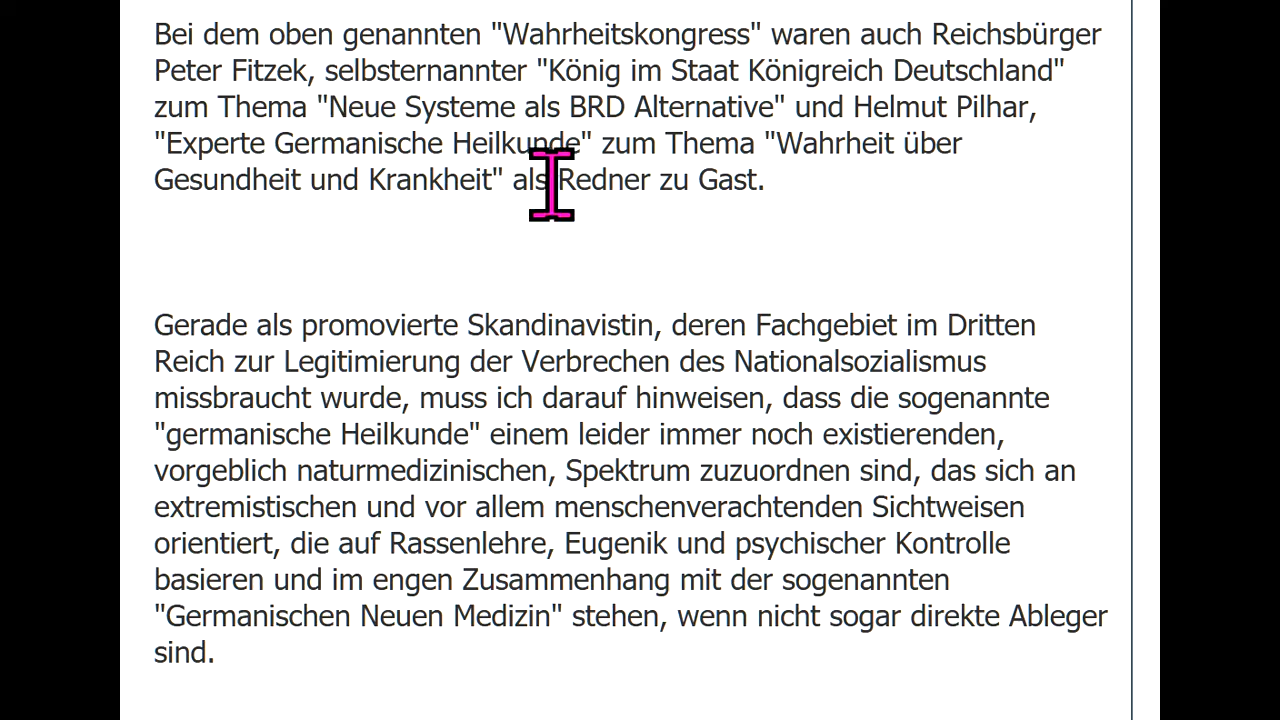 Bei dem oben genannten "Wahrheitskongress" waren auch Reichsbürger
Peter Fitzek, selbsternannter "König im Staat Königreich Deutschland"
zum Thema "Neue Systeme als BRD Alternative" und Helmut Pilhar,
"Experte Germanische Heilkunde" zum Thema "Wahrheit über
Gesundheit und Krankheit" als Redner zu Gast.
Gerade als promovierte Skandinavistin, deren Fachgebiet im Dritten
Reich zur Legitimierung der Verbrechen des Nationalsozialismus
missbraucht wurde, muss ich darauf hinweisen, dass die sogenannte
"germanische Heilkunde" einem leider immer noch existierenden,
vorgeblich naturmedizinischen, Spektrum zuzuordnen sind, das sich an
extremistischen und vor allem menschenverachtenden Sichtweisen
orientiert, die auf Rassenlehre, Eugenik und psychischer Kontrolle
basieren und im engen Zusammenhang mit der sogenannten
"Germanischen Neuen Medizin" stehen, wenn nicht sogar direkte Ableger
sind.